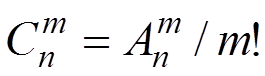 $C_n^m = A_n^m / m!$